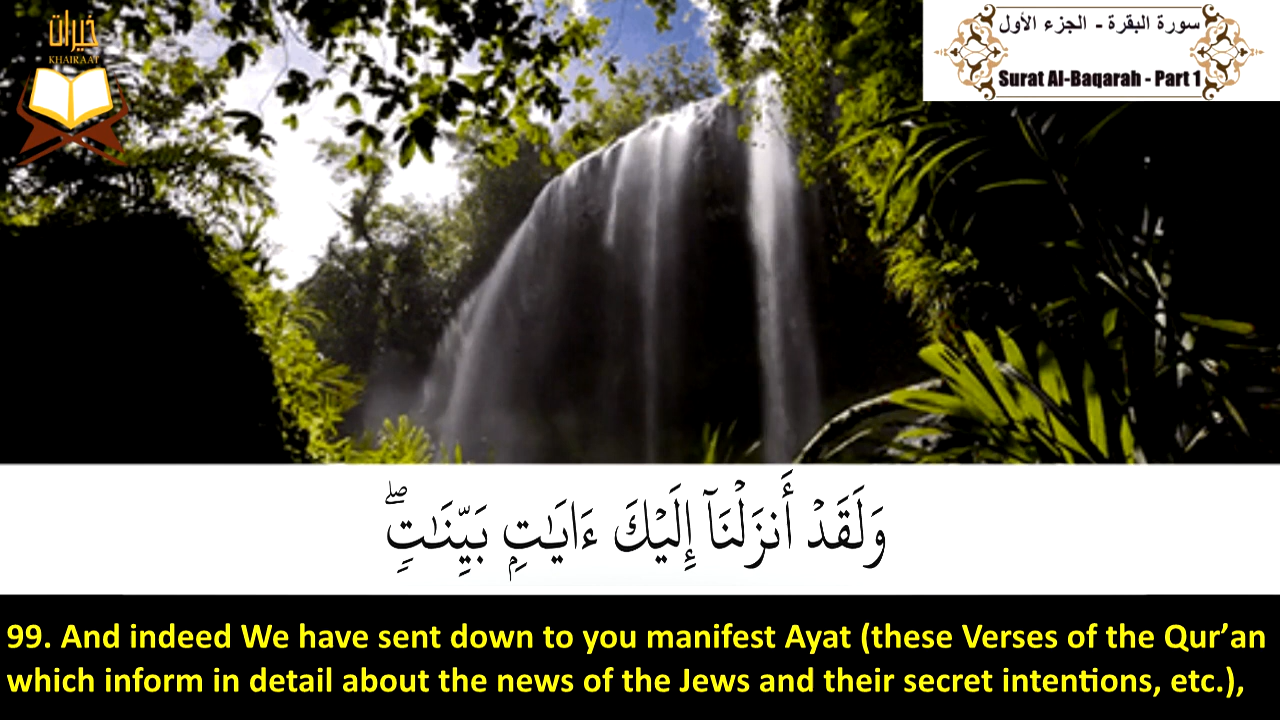 خيرات
KHAIRAAT
سورة البقرة - الجزء الأول
Surat Al-Baqarah - Part 1
وَلَقَدْ أَنزَلْنَآ إِلَيْكَ ءَايَـٰتٍۭ بَيِّنَـٰتٍۢ ۖ
99. And indeed We have sent down to you manifest Ayat (these Verses of the Qur’an
which inform in detail about the news of the Jews and their secret intentions, etc.),